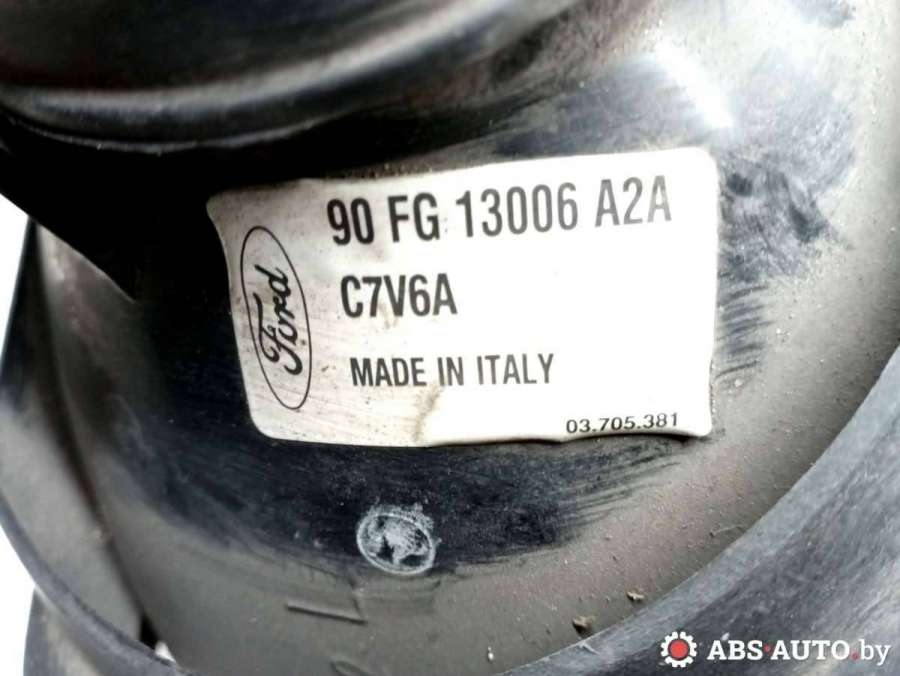 90 FG 13006 A2A
Ford
C7V6A
MADE IN ITALY
03.705.381
ABS-AUTO.by